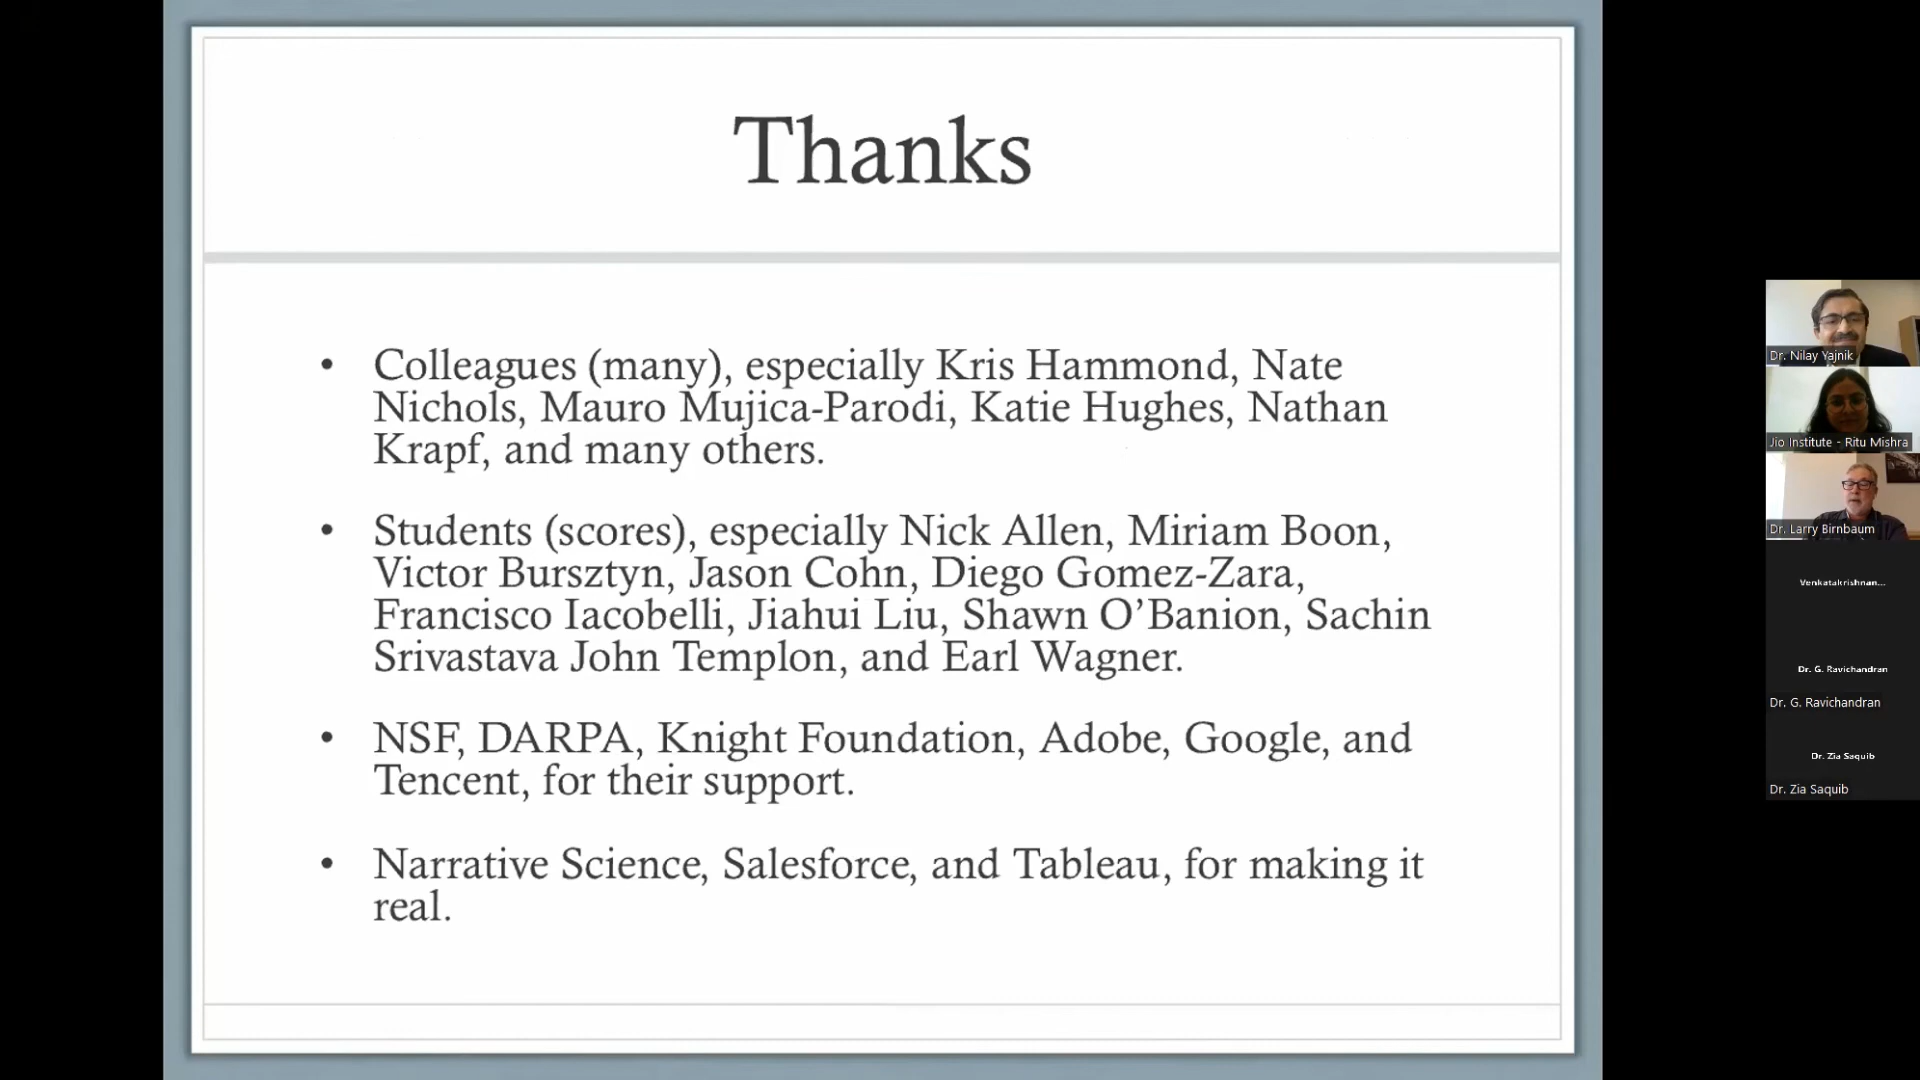 Thanks
• Colleagues (many), especially Kris Hammond, Nate
Nichols, Mauro Mujica-Parodi, Katie Hughes, Nathan
Krapf, and many others.
• Students (scores), especially Nick Allen, Miriam Boon,
Victor Bursztyn, Jason Cohn, Diego Gomez-Zara,
Francisco Iacobelli, Jiahui Liu, Shawn O’Banion, Sachin
Srivastava John Templon, and Earl Wagner.
• NSF, DARPA, Knight Foundation, Adobe, Google, and
Tencent, for their support.
• Narrative Science, Salesforce, and Tableau, for making it
real.
Dr. Nilay Yajnik
Jio Institute - Ritu Mishra
Dr. Larry Birnbaum
Venkatakrishnan...
Dr. G. Ravichandran
Dr. G. Ravichandran
Dr. Zia Saquib
Dr. Zia Saquib